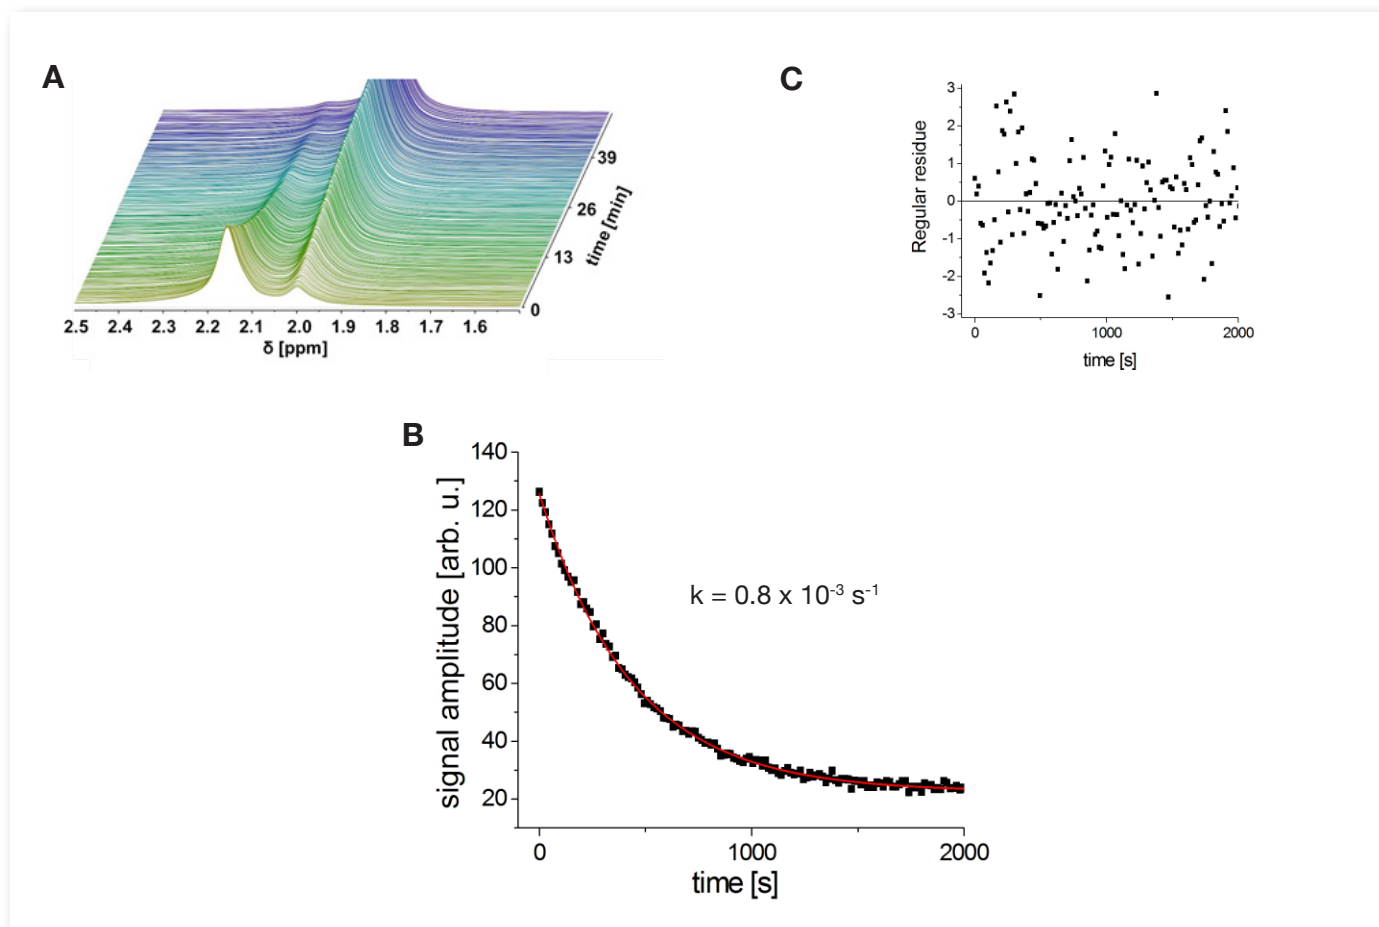 A
39
26
13
0
time [min]
2.5 2.4 2.3 2.2 2.1 2.0 1.9 1.8 1.7 1.6
δ [ppm]
C
3
2
1
0
-1
-2
-3
Regular residue
0 1000 2000
time [s]
B
140
120
100
80
60
40
20
signal amplitude [arb. u.]
k = 0.8 x 10⁻³ s⁻¹
0 1000 2000
time [s]